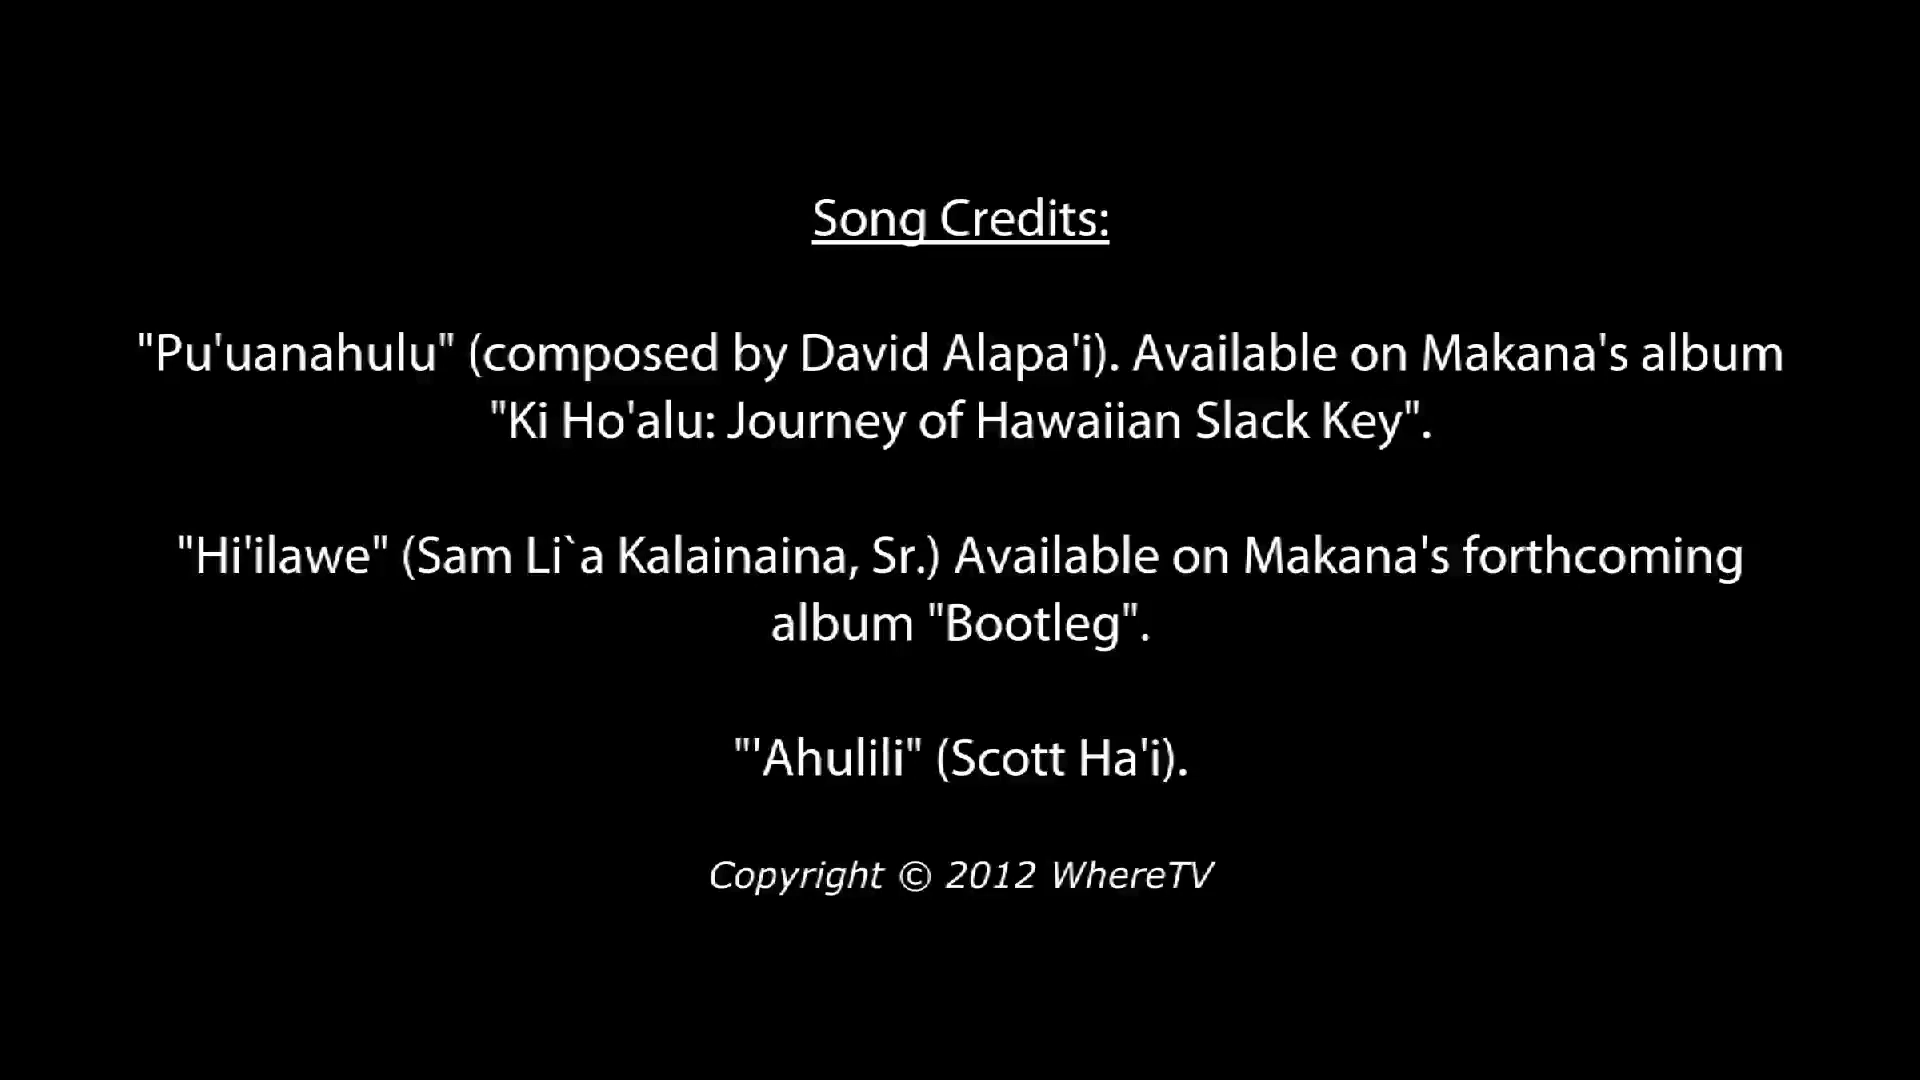 Song Credits:
"Pu'uanahulu" (composed by David Alapa'i). Available on Makana's album
"Ki Ho'alu: Journey of Hawaiian Slack Key".
"Hi'ilawe" (Sam Li`a Kalainaina, Sr.) Available on Makana's forthcoming
album "Bootleg".
"'Ahulili" (Scott Ha'i).
Copyright © 2012 WhereTV